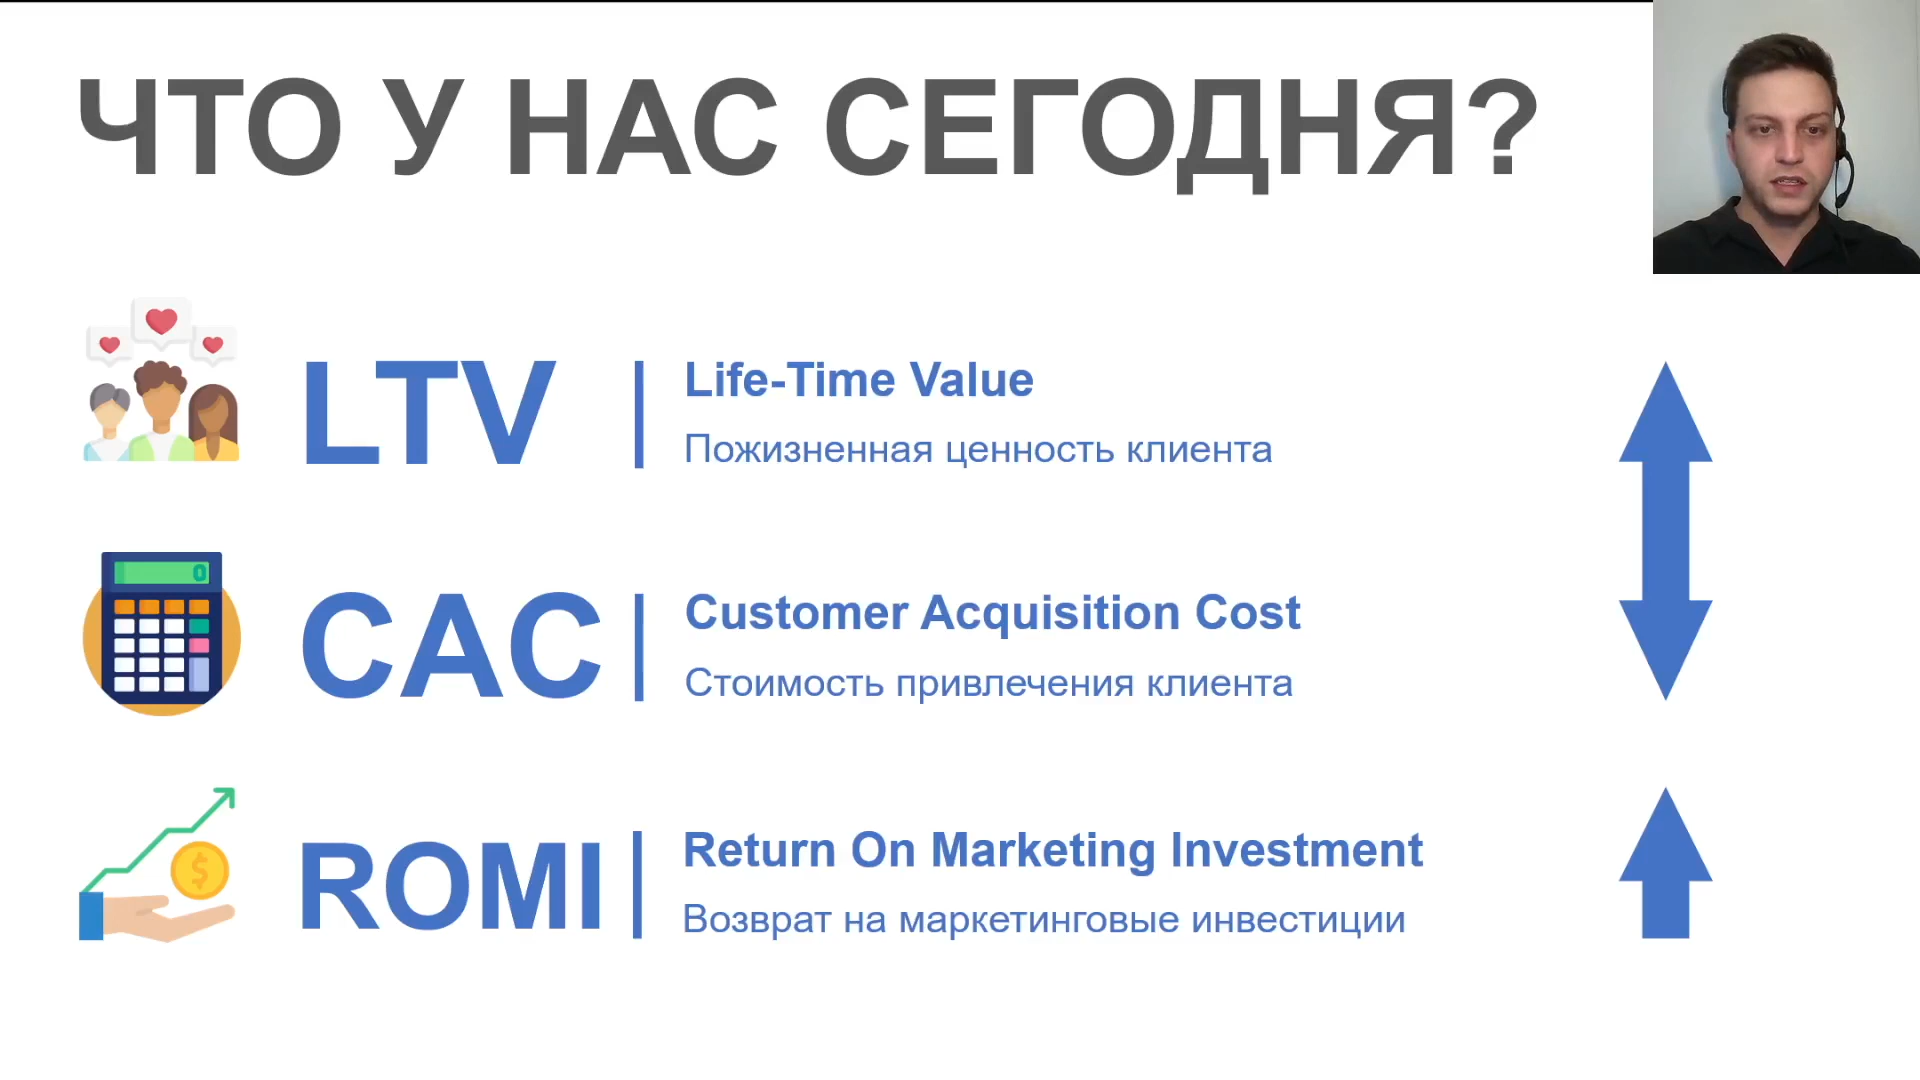 ЧТО У НАС СЕГОДНЯ?
LTV
Life-Time Value
Пожизненная ценность клиента
0
CAC
Customer Acquisition Cost
Стоимость привлечения клиента
$
ROMI
Return On Marketing Investment
Возврат на маркетинговые инвестиции